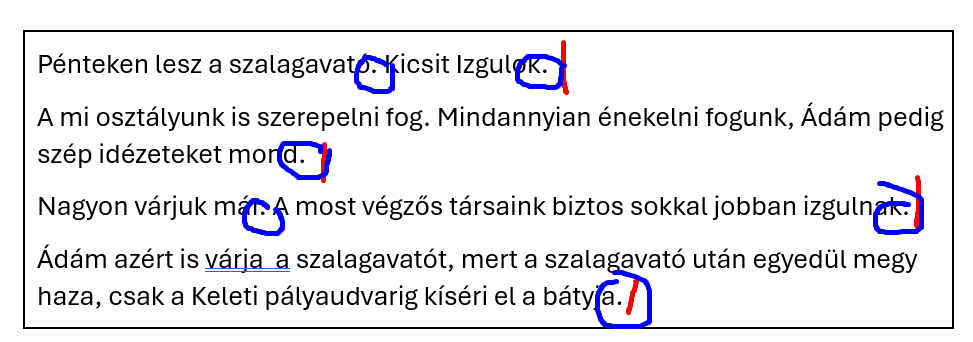 Pénteken lesz a szalagavató. Kicsit Izgulok.
A mi osztályunk is szerepelni fog. Mindannyian énekelni fogunk, Ádám pedig
szép idézeteket mond.
Nagyon várjuk már. A most végzős társaink biztos sokkal jobban izgulnak.
Ádám azért is várja  a szalagavatót, mert a szalagavató után egyedül megy
haza, csak a Keleti pályaudvarig kíséri el a bátyja.